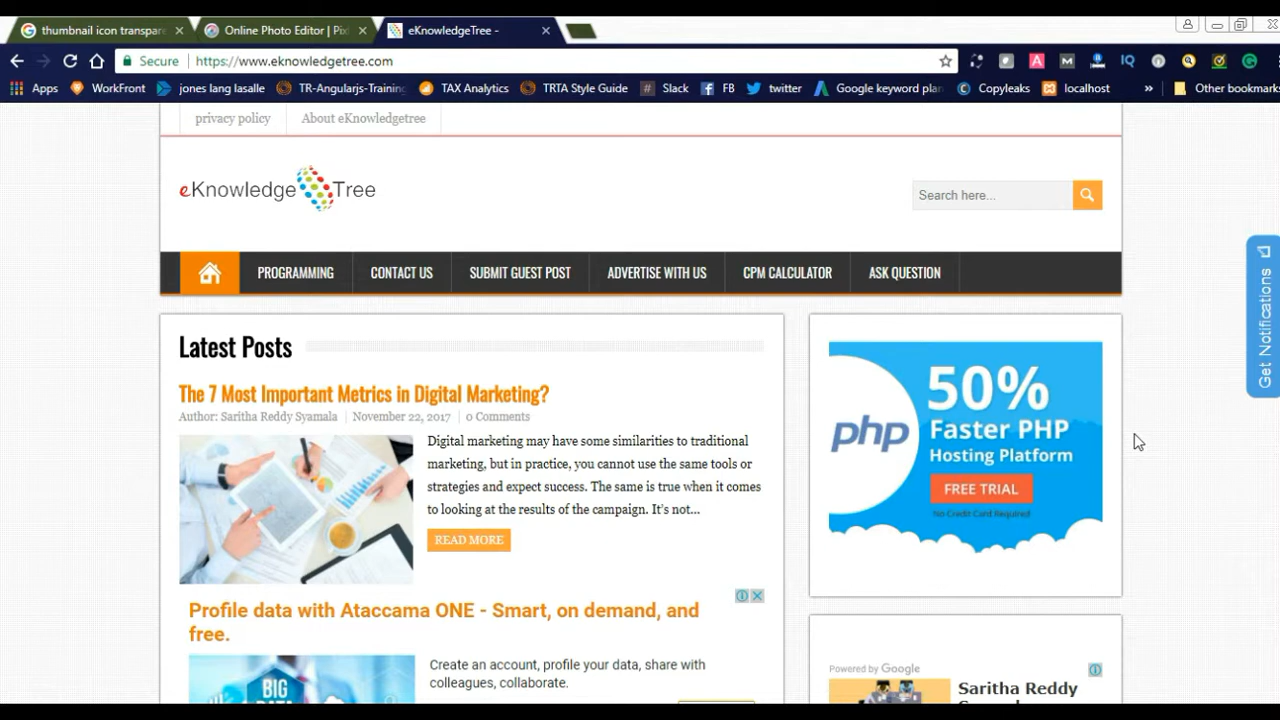 thumbnail icon transpare
Online Photo Editor | Pixl
eKnowledgeTree -
Secure
https://www.eknowledgetree.com
Apps
WorkFront
jones lang lasalle
TR-Angularjs-Training
TAX Analytics
TRTA Style Guide
Slack
FB
twitter
Google keyword plan
Copyleaks
localhost
»
Other bookmarks
privacy policy
About eKnowledgetree
eKnowledge Tree
Search here...
PROGRAMMING
CONTACT US
SUBMIT GUEST POST
ADVERTISE WITH US
CPM CALCULATOR
ASK QUESTION
Get Notifications
Latest Posts
The 7 Most Important Metrics in Digital Marketing?
Author: Saritha Reddy Syamala
November 22, 2017
0 Comments
Digital marketing may have some similarities to traditional
marketing, but in practice, you cannot use the same tools or
strategies and expect success. The same is true when it comes
to looking at the results of the campaign. It's not...
READ MORE
50%
php
Faster PHP
Hosting Platform
FREE TRIAL
No Credit Card Required
Profile data with Ataccama ONE - Smart, on demand, and
free.
BIG
Create an account, profile your data, share with
colleagues, collaborate.
Powered by Google
Saritha Reddy